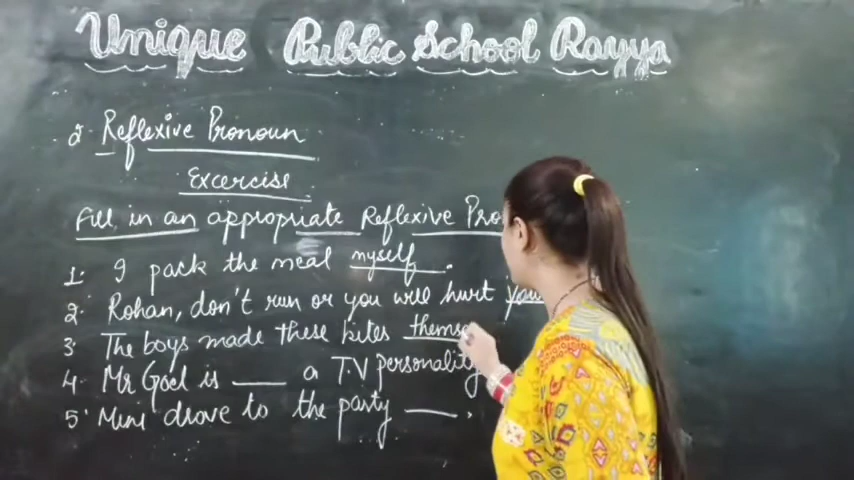 Unique Public School Rayya
a. Reflexive Pronoun
Excercise
Fill in an appropriate Reflexive Pro
1. I pack the meal myself.
2. Rohan, don't run or you will hurt you
3. The boys made these kites themse
4. Mr Goel is ____ a T.V personality
5. Mini drove to the party ____.